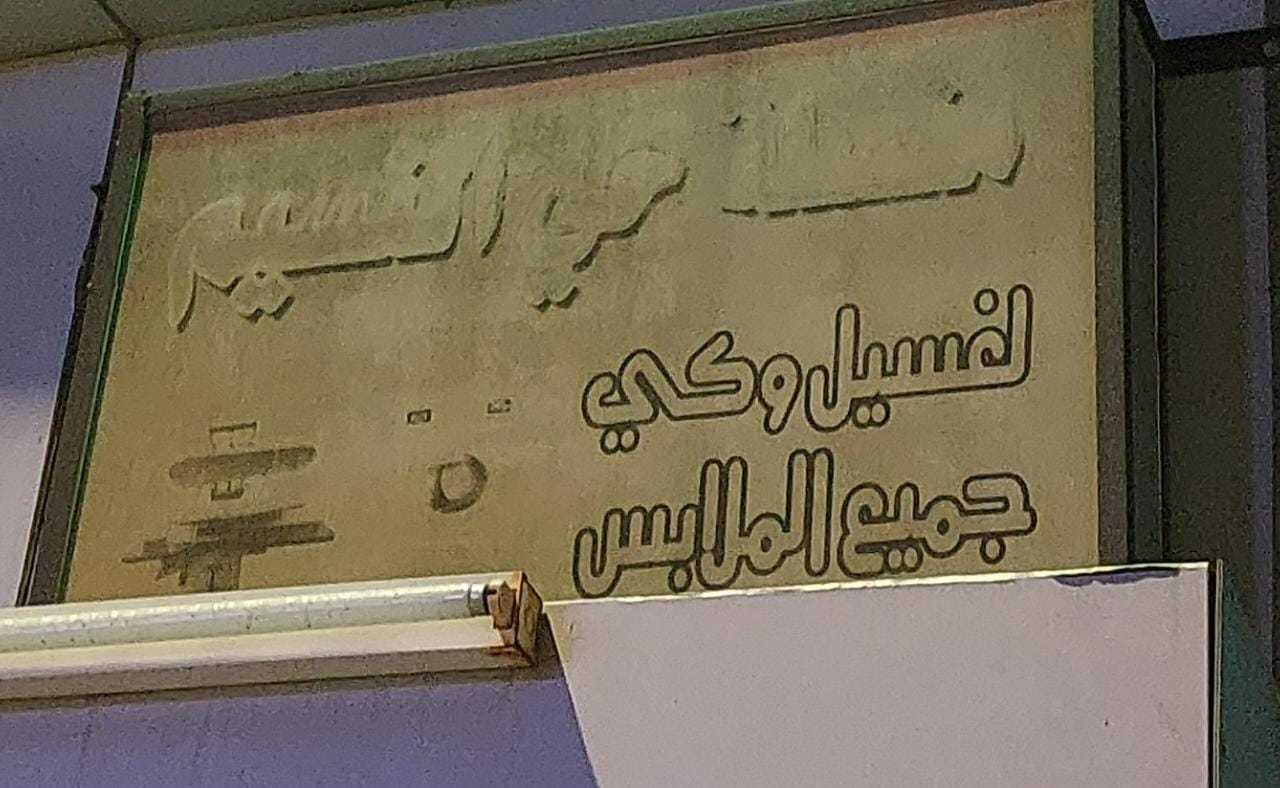 حي النسيم
لغسيل وكي
جميع الملابس